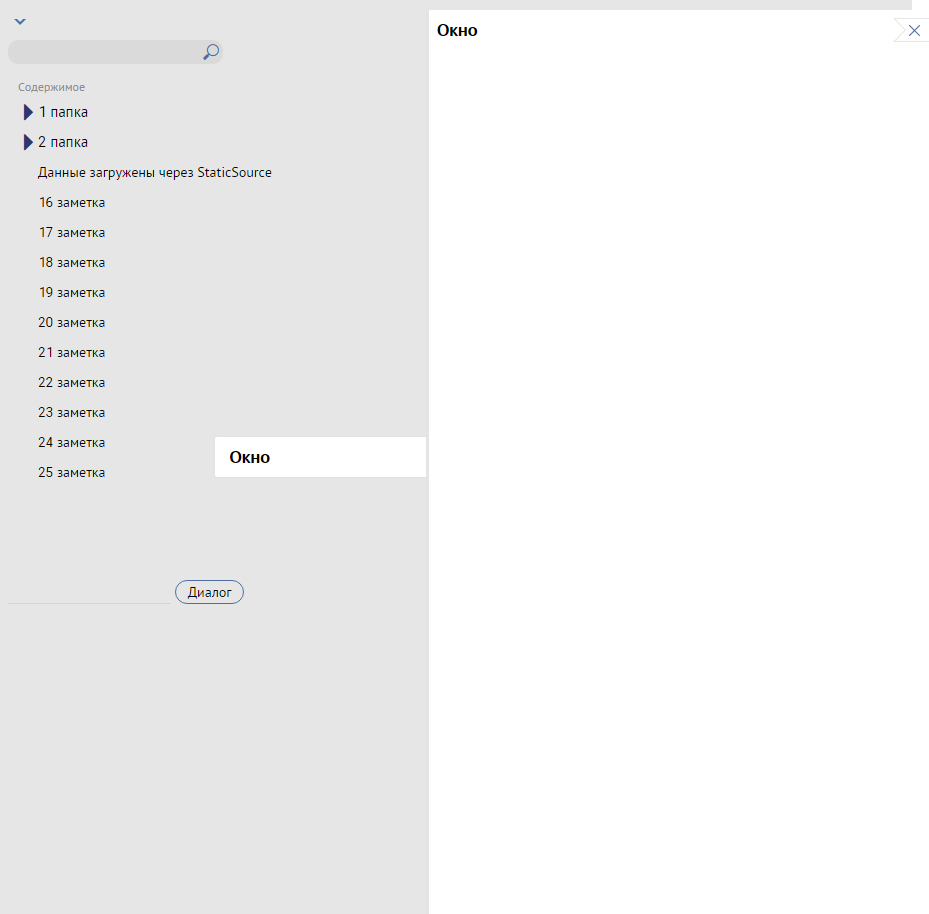 Окно
Содержимое
1 папка
2 папка
Данные загружены через StaticSource
16 заметка
17 заметка
18 заметка
19 заметка
20 заметка
21 заметка
22 заметка
23 заметка
24 заметка
Окно
25 заметка
Диалог